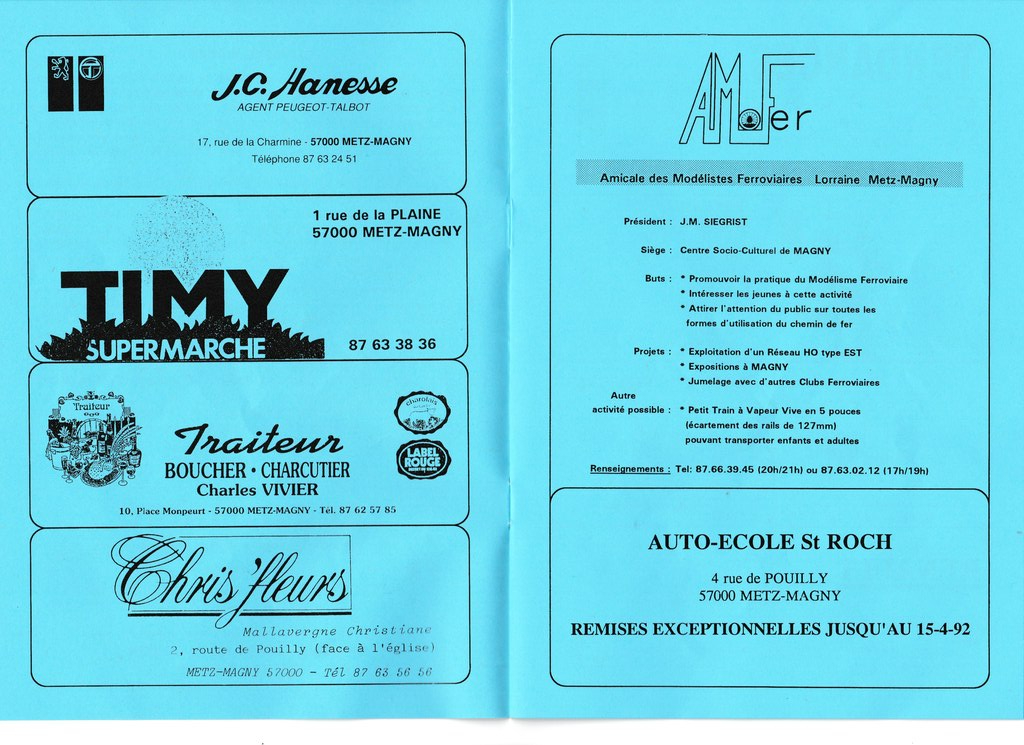 J.C. Hanesse
AGENT PEUGEOT-TALBOT
17, rue de la Charmine - 57000 METZ-MAGNY
Téléphone 87 63 24 51
1 rue de la PLAINE
57000 METZ-MAGNY
TIMY
SUPERMARCHE
87 63 38 36
Traiteur
charolais
Traiteur
LABEL
ROUGE
BOUCHER • CHARCUTIER
Charles VIVIER
10, Place Monpeurt - 57000 METZ-MAGNY - Tél. 87 62 57 85
Chris'fleurs
Mallavergne Christiane
2, route de Pouilly (face à l'église)
METZ-MAGNY 57000 - Tél 87 63 56 56
AMoFer
Amicale des Modélistes Ferroviaires Lorraine Metz-Magny
Président : J.M. SIEGRIST
Siège : Centre Socio-Culturel de MAGNY
Buts : * Promouvoir la pratique du Modélisme Ferroviaire
* Intéresser les jeunes à cette activité
* Attirer l'attention du public sur toutes les
formes d'utilisation du chemin de fer
Projets : * Exploitation d'un Réseau HO type EST
* Expositions à MAGNY
* Jumelage avec d'autres Clubs Ferroviaires
Autre
activité possible : * Petit Train à Vapeur Vive en 5 pouces
(écartement des rails de 127mm)
pouvant transporter enfants et adultes
Renseignements : Tel: 87.66.39.45 (20h/21h) ou 87.63.02.12 (17h/19h)
AUTO-ECOLE St ROCH
4 rue de POUILLY
57000 METZ-MAGNY
REMISES EXCEPTIONNELLES JUSQU'AU 15-4-92